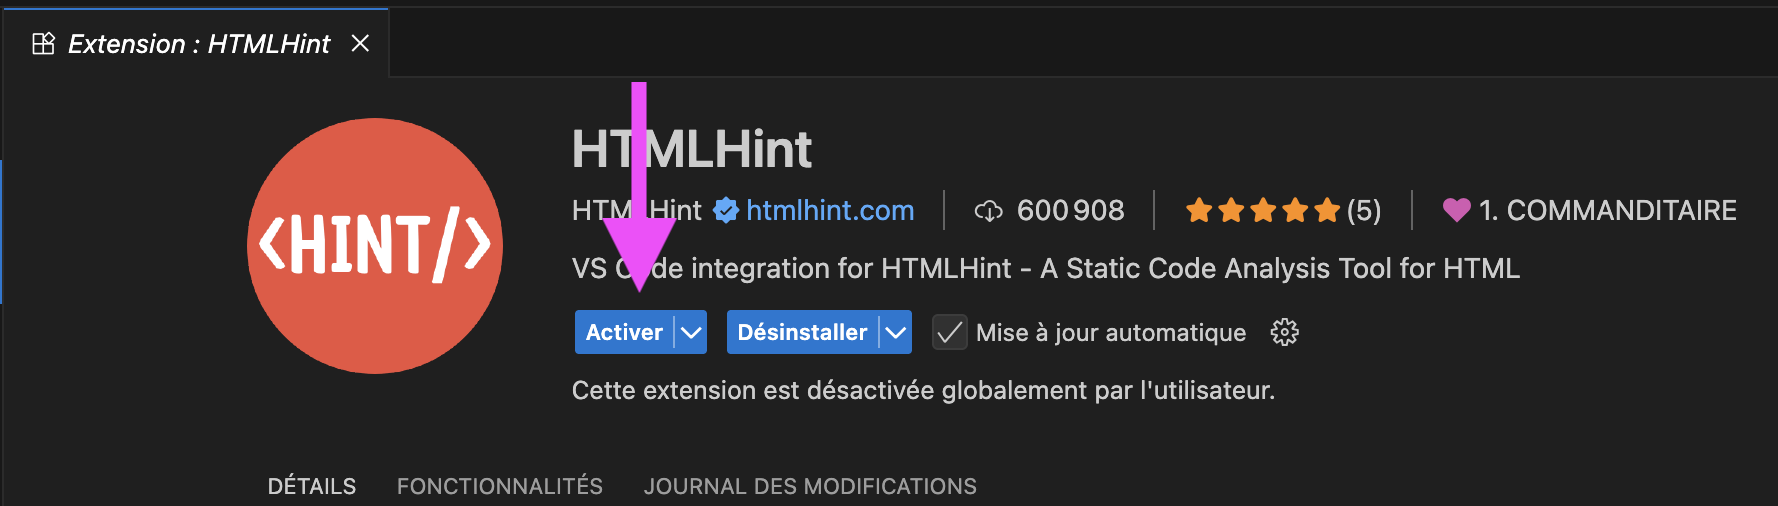 Extension : HTMLHint
<HINT/>
HTMLHint
HTMLHint htmlhint.com 600 908 (5) 1. COMMANDITAIRE
VS Code integration for HTMLHint - A Static Code Analysis Tool for HTML
Activer Désinstaller Mise à jour automatique
Cette extension est désactivée globalement par l'utilisateur.
DÉTAILS FONCTIONNALITÉS JOURNAL DES MODIFICATIONS